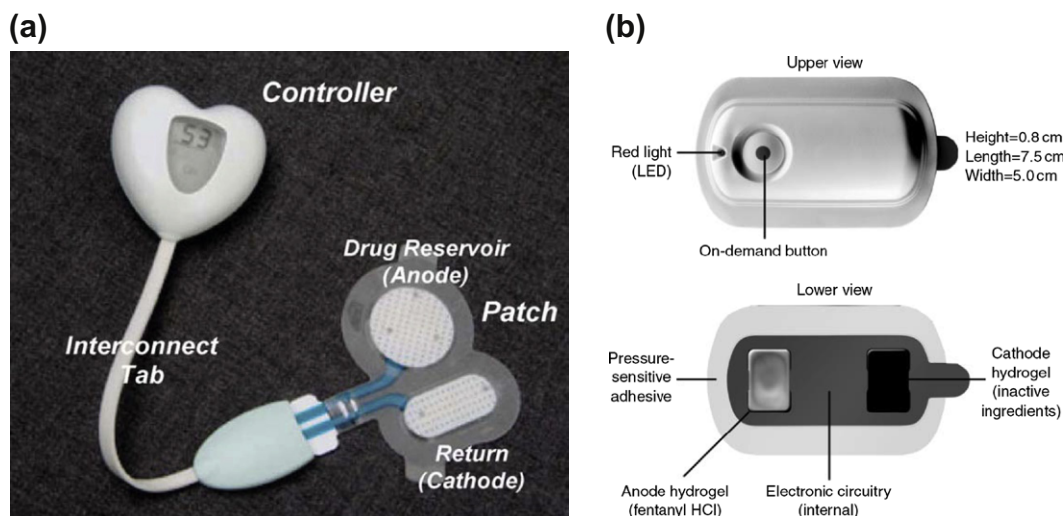 (a)
Controller
53
Drug Reservoir
(Anode)
Patch
Interconnect
Tab
Return
(Cathode)
(b)
Upper view
Red light
(LED)
Height=0.8 cm
Length=7.5 cm
Width=5.0 cm
On-demand button
Lower view
Pressure-
sensitive
adhesive
Cathode
hydrogel
(inactive
ingredients)
Anode hydrogel
(fentanyl HCl)
Electronic circuitry
(internal)